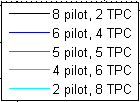 8 pilot, 2 TPC
6 pilot, 4 TPC
5 pilot, 5 TPC
4 pilot, 6 TPC
2 pilot, 8 TPC